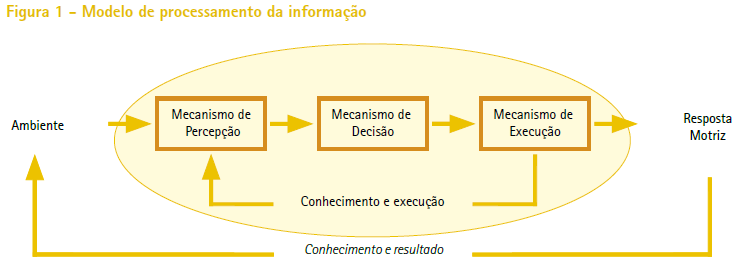 Figura 1 – Modelo de processamento da informação
Ambiente
Mecanismo de
Percepção
Mecanismo de
Decisão
Mecanismo de
Execução
Resposta
Motriz
Conhecimento e execução
Conhecimento e resultado